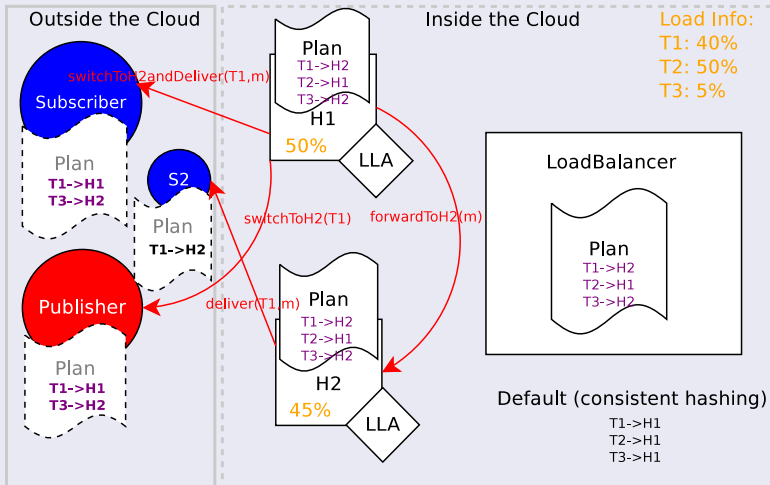 Outside the Cloud
Inside the Cloud
Load Info:
T1: 40%
T2: 50%
T3: 5%
switchToH2andDeliver(T1,m)
Subscriber
Plan
T1->H1
T3->H2
S2
Plan
T1->H2
Publisher
Plan
T1->H1
T3->H2
Plan
T1->H2
T2->H1
T3->H2
H1
50%
LLA
switchToH2(T1)
forwardToH2(m)
deliver(T1,m)
Plan
T1->H2
T2->H1
T3->H2
H2
45%
LLA
LoadBalancer
Plan
T1->H2
T2->H1
T3->H2
Default (consistent hashing)
T1->H1
T2->H1
T3->H1